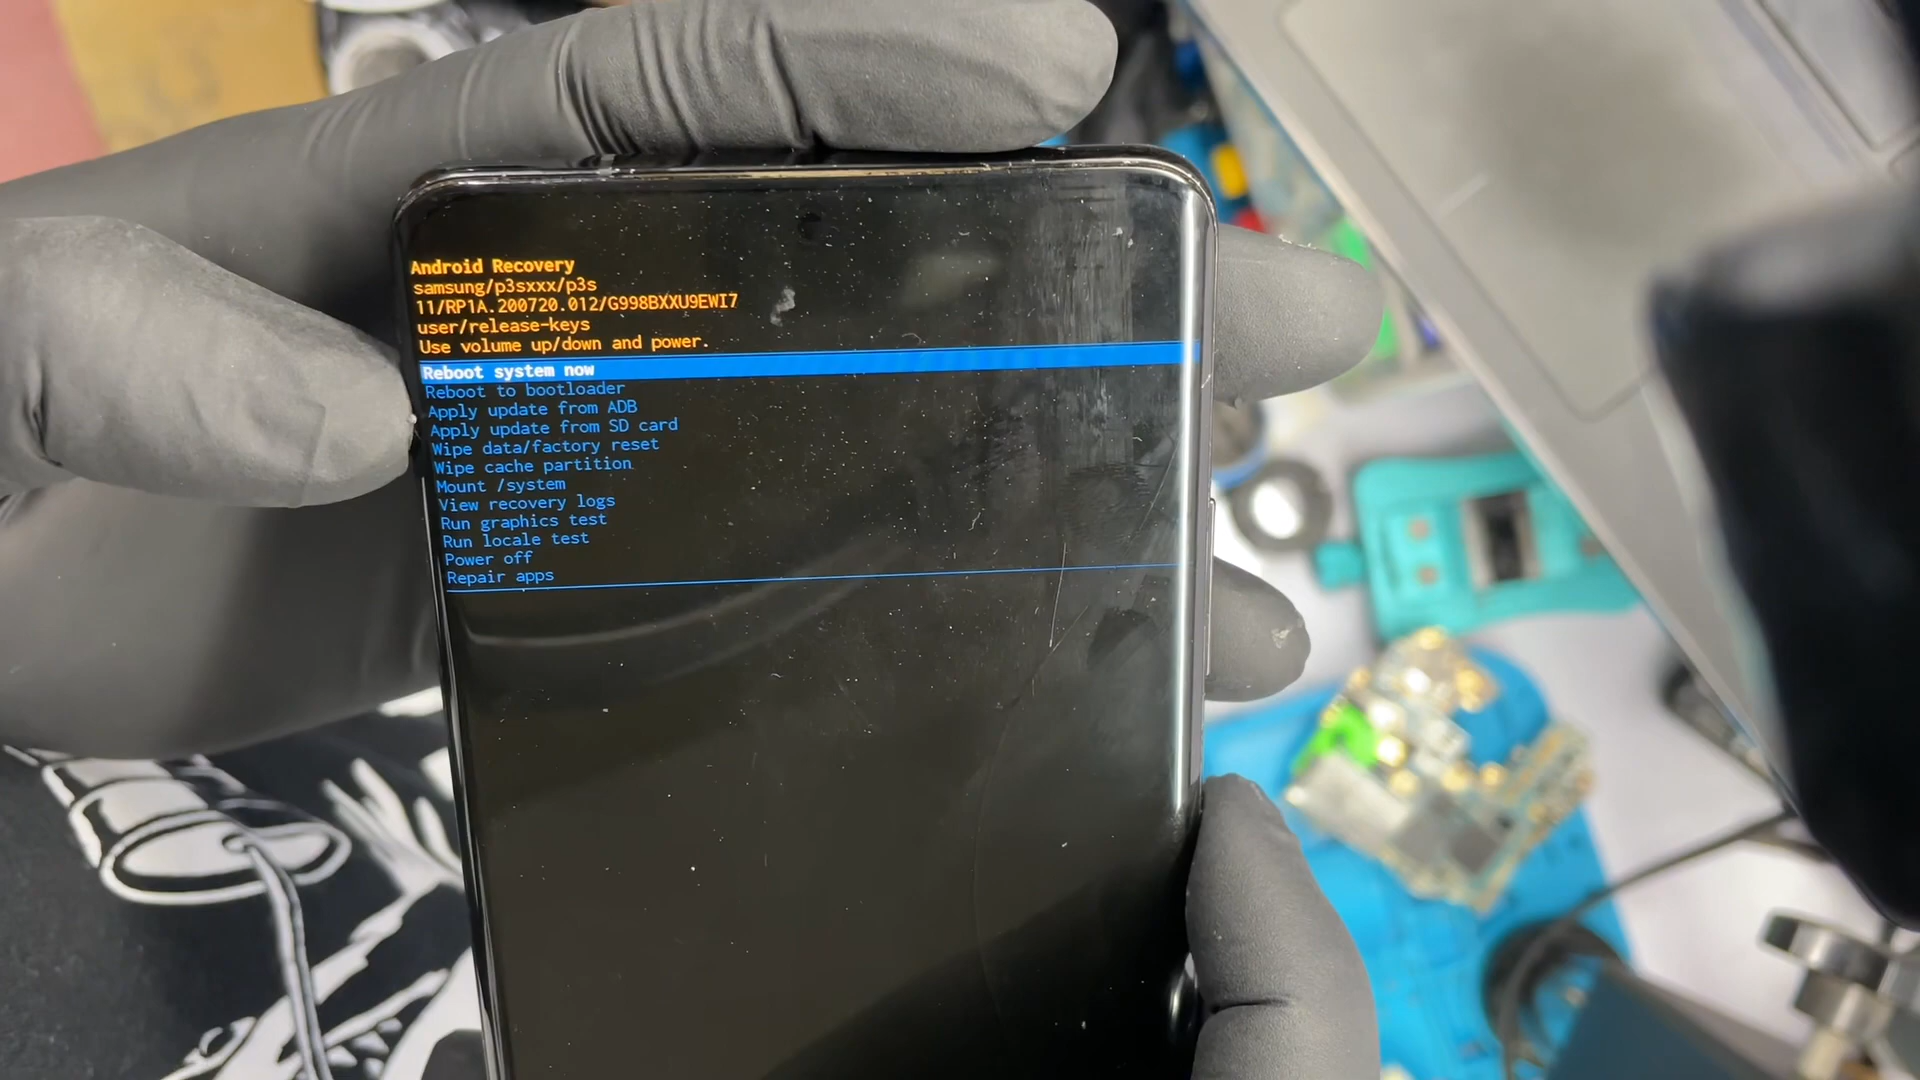 Android Recovery
samsung/p3sxxx/p3s
11/RP1A.200720.012/G998BXXU9EWI7
user/release-keys
Use volume up/down and power.
Reboot system now
Reboot to bootloader
Apply update from ADB
Apply update from SD card
Wipe data/factory reset
Wipe cache partition
Mount /system
View recovery logs
Run graphics test
Run locale test
Power off
Repair apps